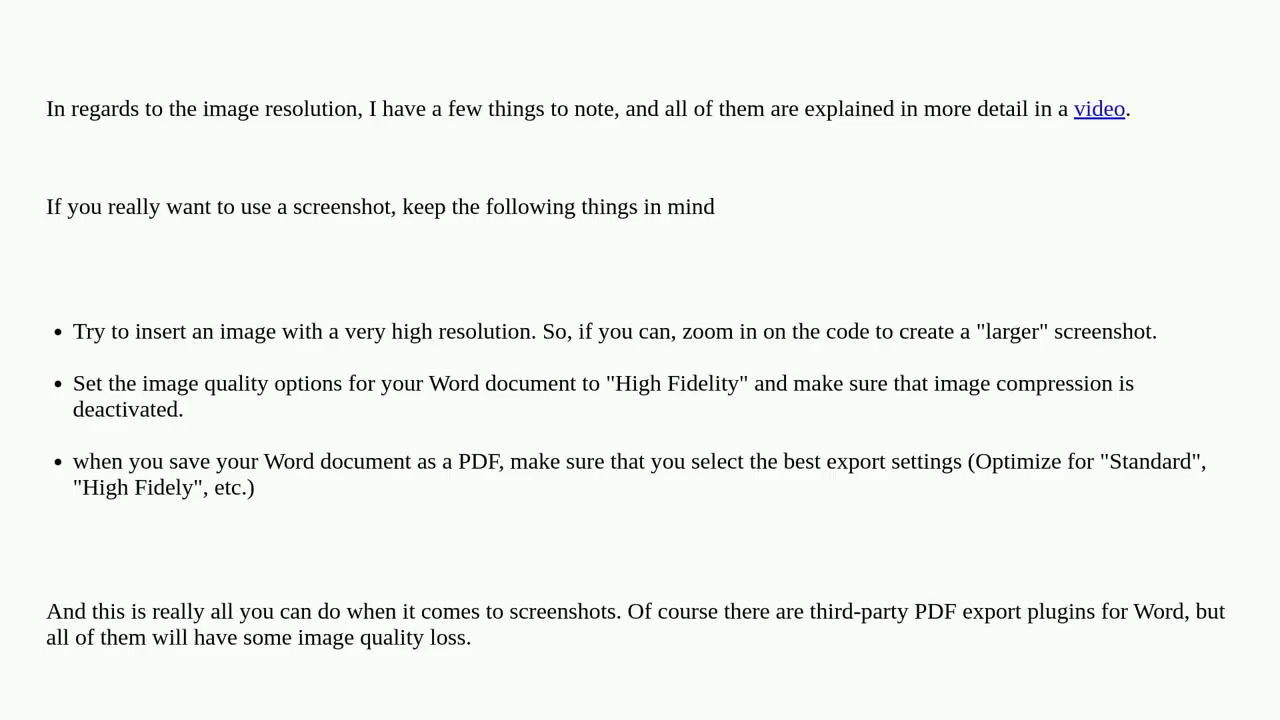 In regards to the image resolution, I have a few things to note, and all of them are explained in more detail in a video.
If you really want to use a screenshot, keep the following things in mind
• Try to insert an image with a very high resolution. So, if you can, zoom in on the code to create a "larger" screenshot.
• Set the image quality options for your Word document to "High Fidelity" and make sure that image compression is
deactivated.
• when you save your Word document as a PDF, make sure that you select the best export settings (Optimize for "Standard",
"High Fidely", etc.)
And this is really all you can do when it comes to screenshots. Of course there are third-party PDF export plugins for Word, but
all of them will have some image quality loss.